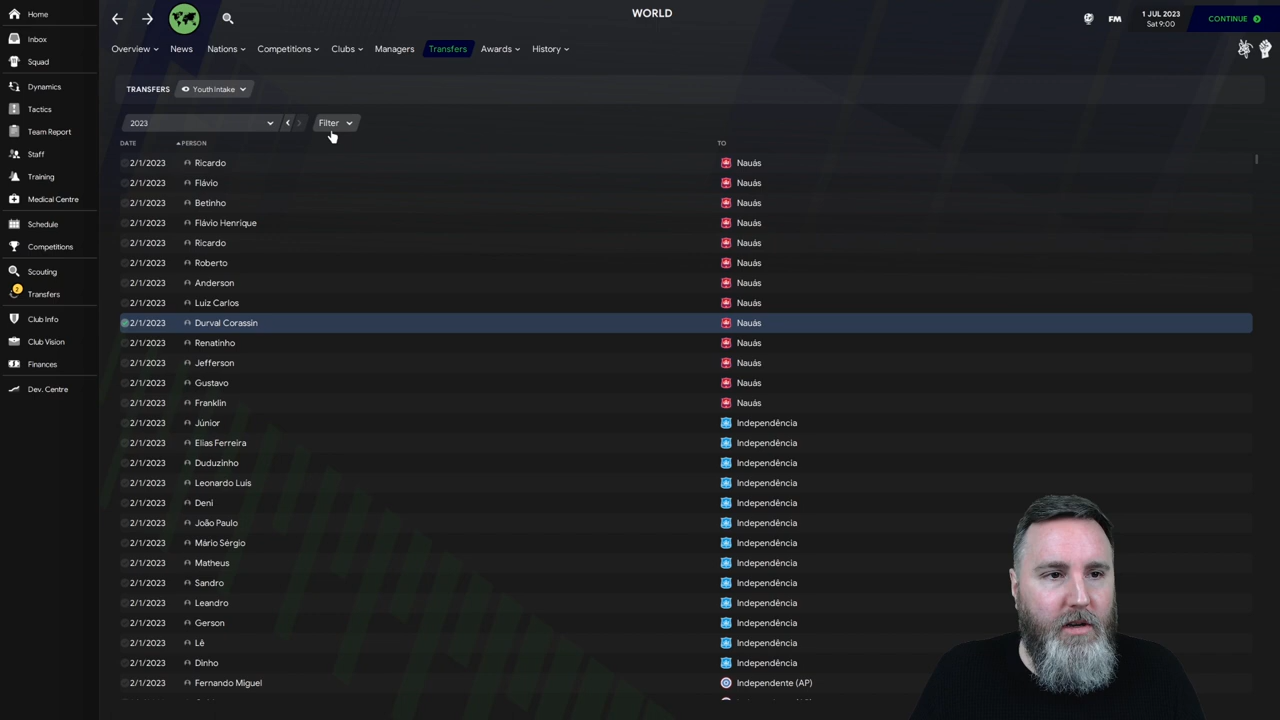 Home
Inbox
Squad
Dynamics
Tactics
Team Report
Staff
Training
Medical Centre
Schedule
Competitions
Scouting
2
Transfers
Club Info
Club Vision
Finances
Dev. Centre
WORLD
FM
1 JUL 2023
Sat 9:00
CONTINUE
Overview
News
Nations
Competitions
Clubs
Managers
Transfers
Awards
History
TRANSFERS
Youth Intake
2023
Filter
DATE PERSON TO
2/1/2023 Ricardo Nauás
2/1/2023 Flávio Nauás
2/1/2023 Betinho Nauás
2/1/2023 Flávio Henrique Nauás
2/1/2023 Ricardo Nauás
2/1/2023 Roberto Nauás
2/1/2023 Anderson Nauás
2/1/2023 Luiz Carlos Nauás
2/1/2023 Durval Corassin Nauás
2/1/2023 Renatinho Nauás
2/1/2023 Jefferson Nauás
2/1/2023 Gustavo Nauás
2/1/2023 Franklin Nauás
2/1/2023 Júnior Independência
2/1/2023 Elias Ferreira Independência
2/1/2023 Duduzinho Independência
2/1/2023 Leonardo Luis Independência
2/1/2023 Deni Independência
2/1/2023 João Paulo Independência
2/1/2023 Mário Sérgio Independência
2/1/2023 Matheus Independência
2/1/2023 Sandro Independência
2/1/2023 Leandro Independência
2/1/2023 Gerson Independência
2/1/2023 Lê Independência
2/1/2023 Dinho Independência
2/1/2023 Fernando Miguel Independente (AP)